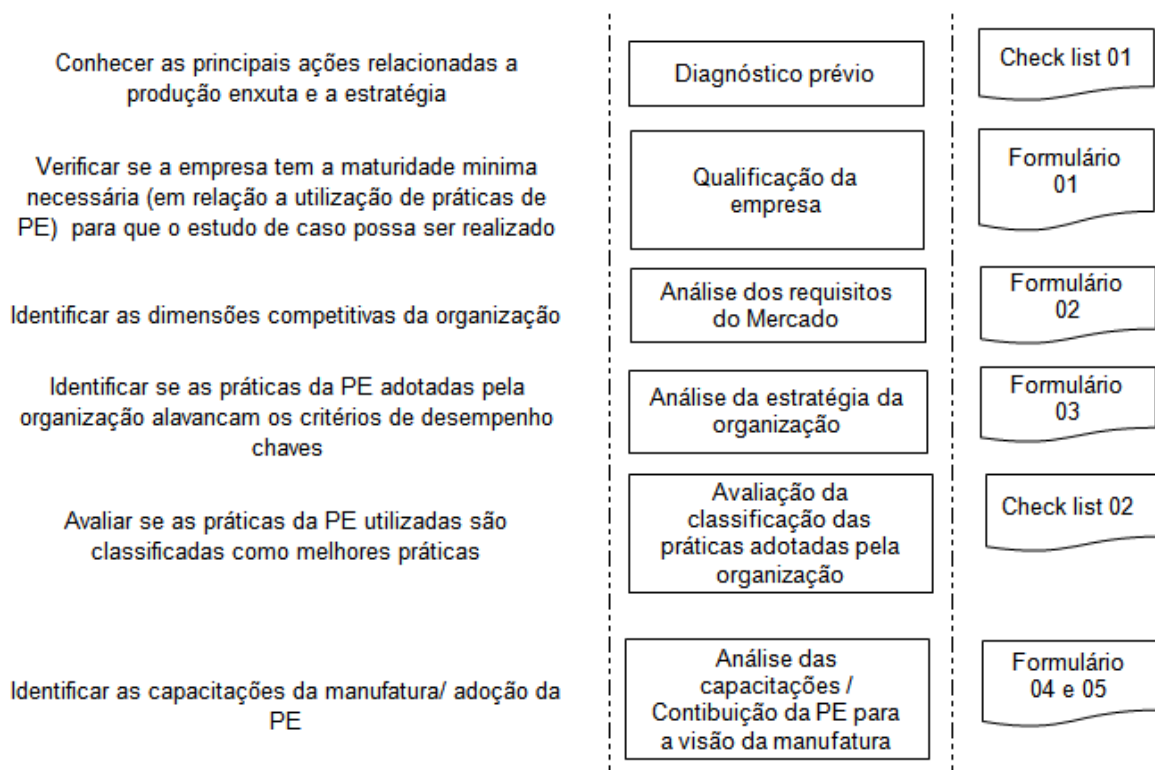 Conhecer as principais ações relacionadas a
produção enxuta e a estratégia
Diagnóstico prévio
Check list 01
Verificar se a empresa tem a maturidade minima
necessária (em relação a utilização de práticas de
PE) para que o estudo de caso possa ser realizado
Qualificação da
empresa
Formulário
01
Identificar as dimensões competitivas da organização
Análise dos requisitos
do Mercado
Formulário
02
Identificar se as práticas da PE adotadas pela
organização alavancam os critérios de desempenho
chaves
Análise da estratégia da
organização
Formulário
03
Avaliar se as práticas da PE utilizadas são
classificadas como melhores práticas
Avaliação da
classificação das
práticas adotadas pela
organização
Check list 02
Identificar as capacitações da manufatura/ adoção da
PE
Análise das
capacitações /
Contibuição da PE para
a visão da manufatura
Formulário
04 e 05